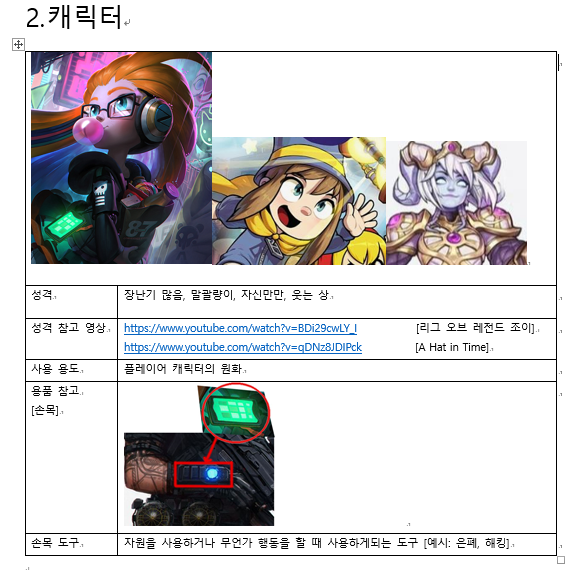 2.캐릭터
성격
장난기 많음, 말괄량이, 자신만만, 웃는 상
성격 참고 영상
https://www.youtube.com/watch?v=BDi29cwLY_I [리그 오브 레전드 조이]
https://www.youtube.com/watch?v=qDNz8JDIPck [A Hat in Time]
사용 용도
플레이어 캐릭터의 원화
용품 참고
[손목]
손목 도구
자원을 사용하거나 무언가 행동을 할 때 사용하게되는 도구 [예시: 은폐, 해킹]